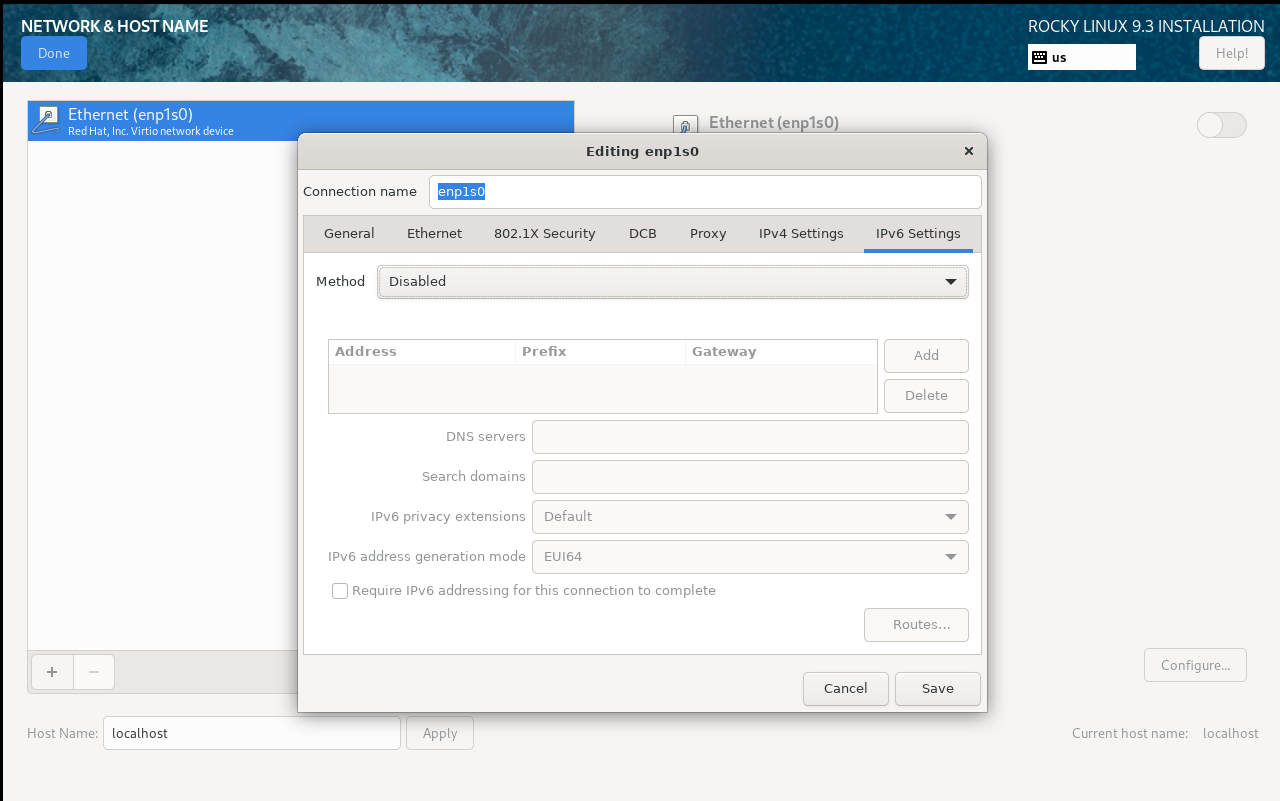 NETWORK & HOST NAME
ROCKY LINUX 9.3 INSTALLATION
Done
us
Help!
Ethernet (enp1s0)
Red Hat, Inc. Virtio network device
Ethernet (enp1s0)
Editing enp1s0
Connection name
enp1s0
General
Ethernet
802.1X Security
DCB
Proxy
IPv4 Settings
IPv6 Settings
Method
Disabled
Address
Prefix
Gateway
Add
Delete
DNS servers
Search domains
IPv6 privacy extensions
Default
IPv6 address generation mode
EUI64
Require IPv6 addressing for this connection to complete
Routes…
Cancel
Save
Configure...
Host Name:
localhost
Apply
Current host name:
localhost